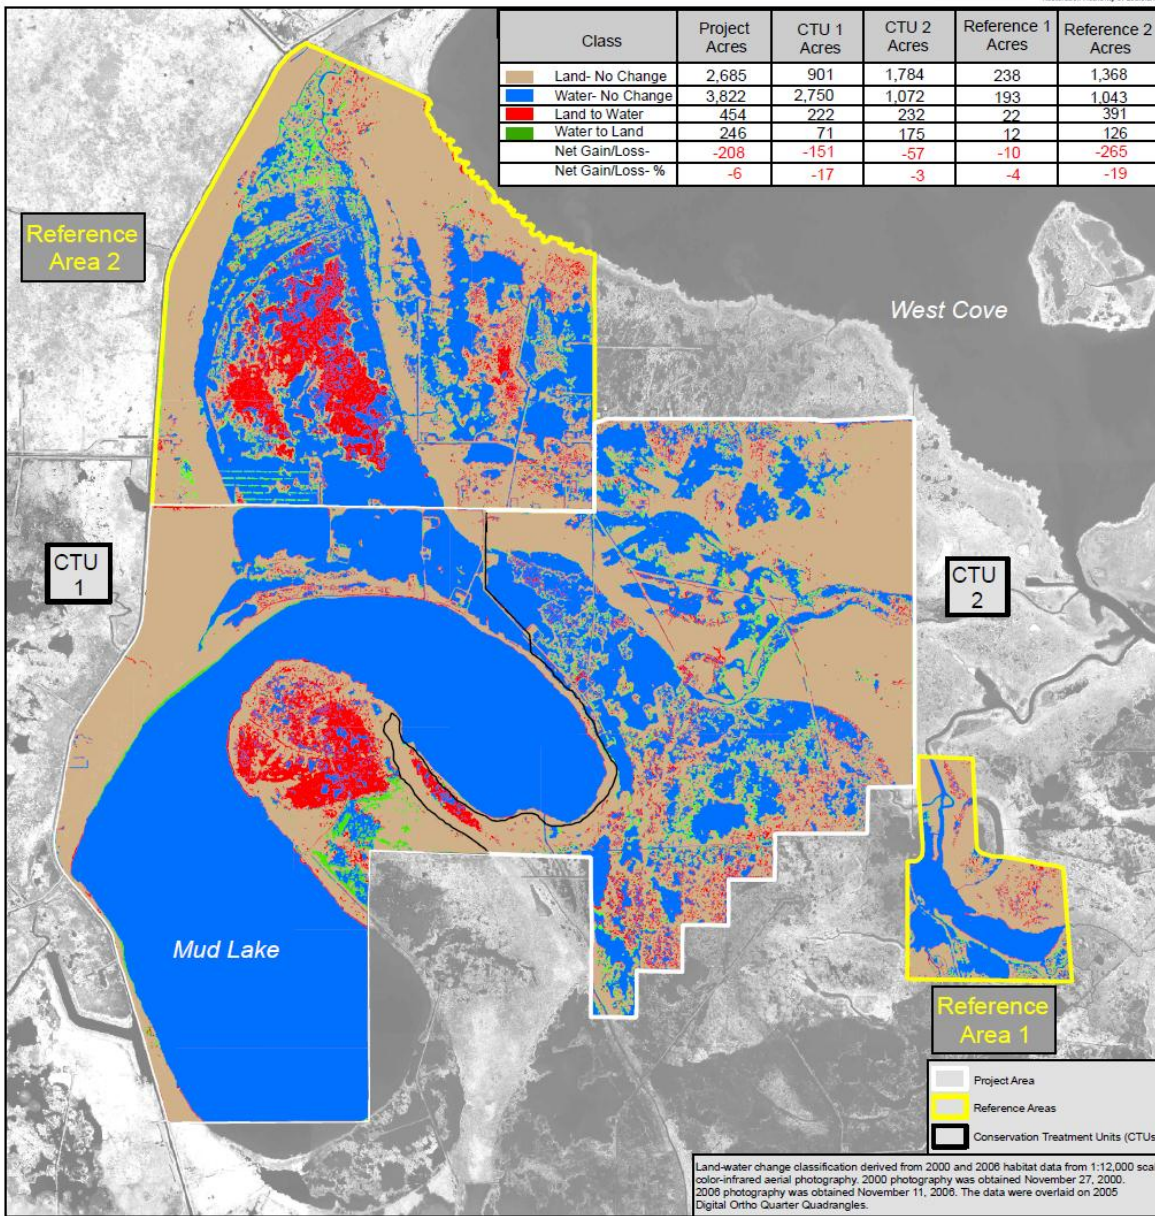 Class Project Acres CTU 1 Acres CTU 2 Acres Reference 1 Acres Reference 2 Acres
Land- No Change 2,685 901 1,784 238 1,368
Water- No Change 3,822 2,750 1,072 193 1,043
Land to Water 454 222 232 22 391
Water to Land 246 71 175 12 126
Net Gain/Loss- -208 -151 -57 -10 -265
Net Gain/Loss- % -6 -17 -3 -4 -19
Reference
Area 2
West Cove
CTU
1
CTU
2
Mud Lake
Reference
Area 1
Project Area
Reference Areas
Conservation Treatment Units (CTUs
Land-water change classification derived from 2000 and 2006 habitat data from 1:12,000 scal
color-infrared aerial photography. 2000 photography was obtained November 27, 2000.
2006 photography was obtained November 11, 2006. The data were overlaid on 2005
Digital Ortho Quarter Quadrangles.